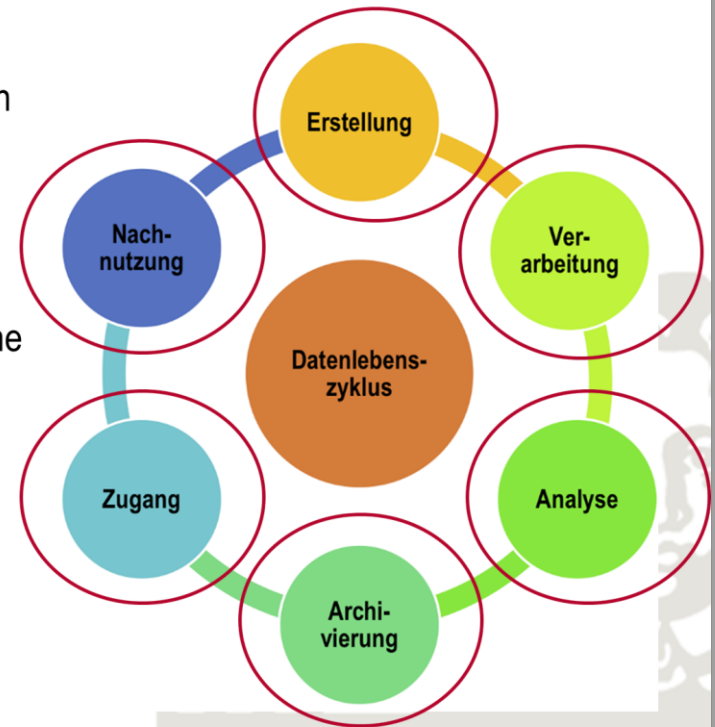 Erstellung
Ver-
arbeitung
Analyse
Archi-
vierung
Zugang
Nach-
nutzung
Datenlebens-
zyklus